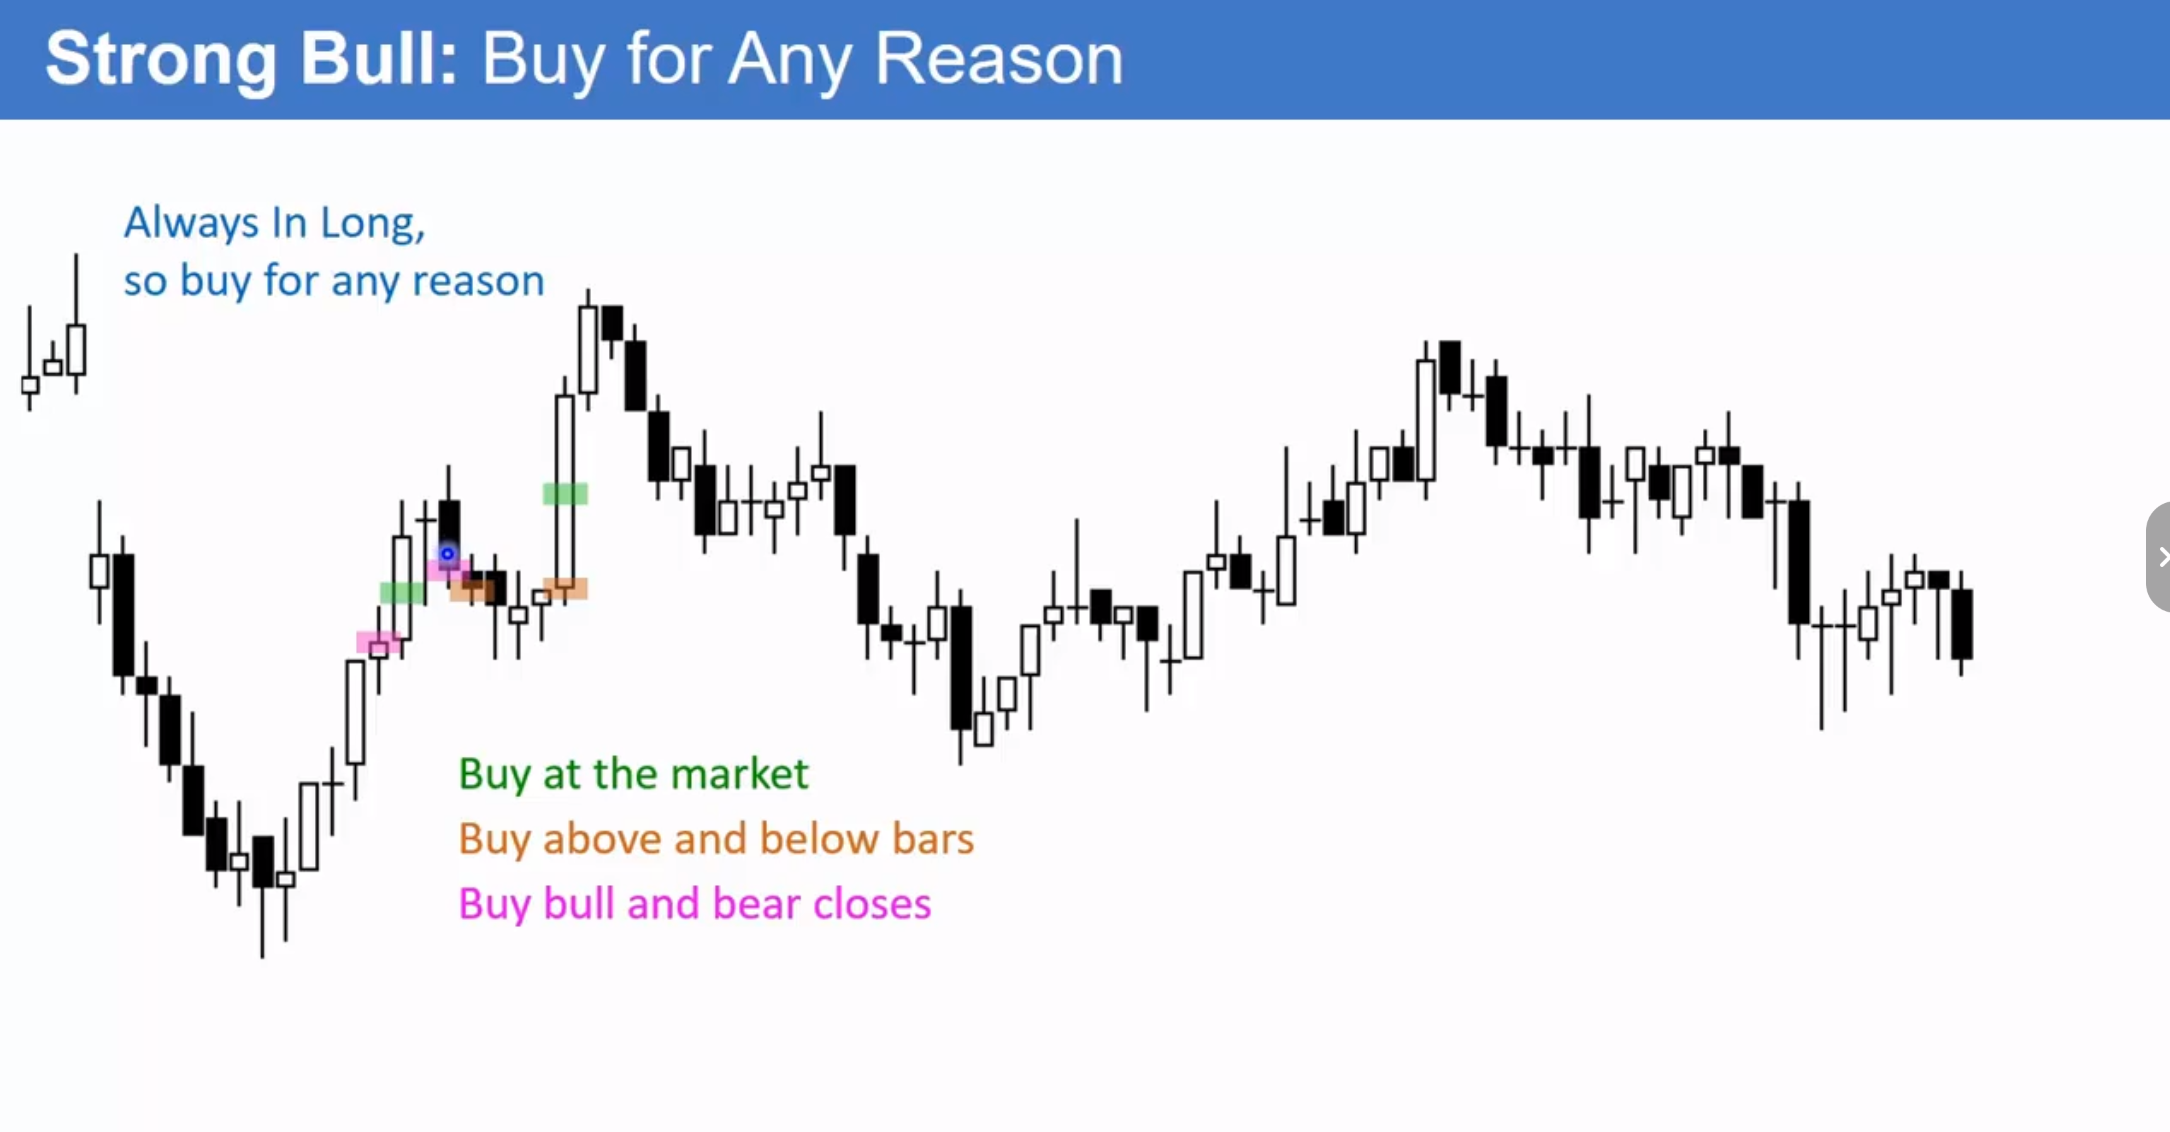 Strong Bull: Buy for Any Reason
Always In Long,
so buy for any reason
Buy at the market
Buy above and below bars
Buy bull and bear closes